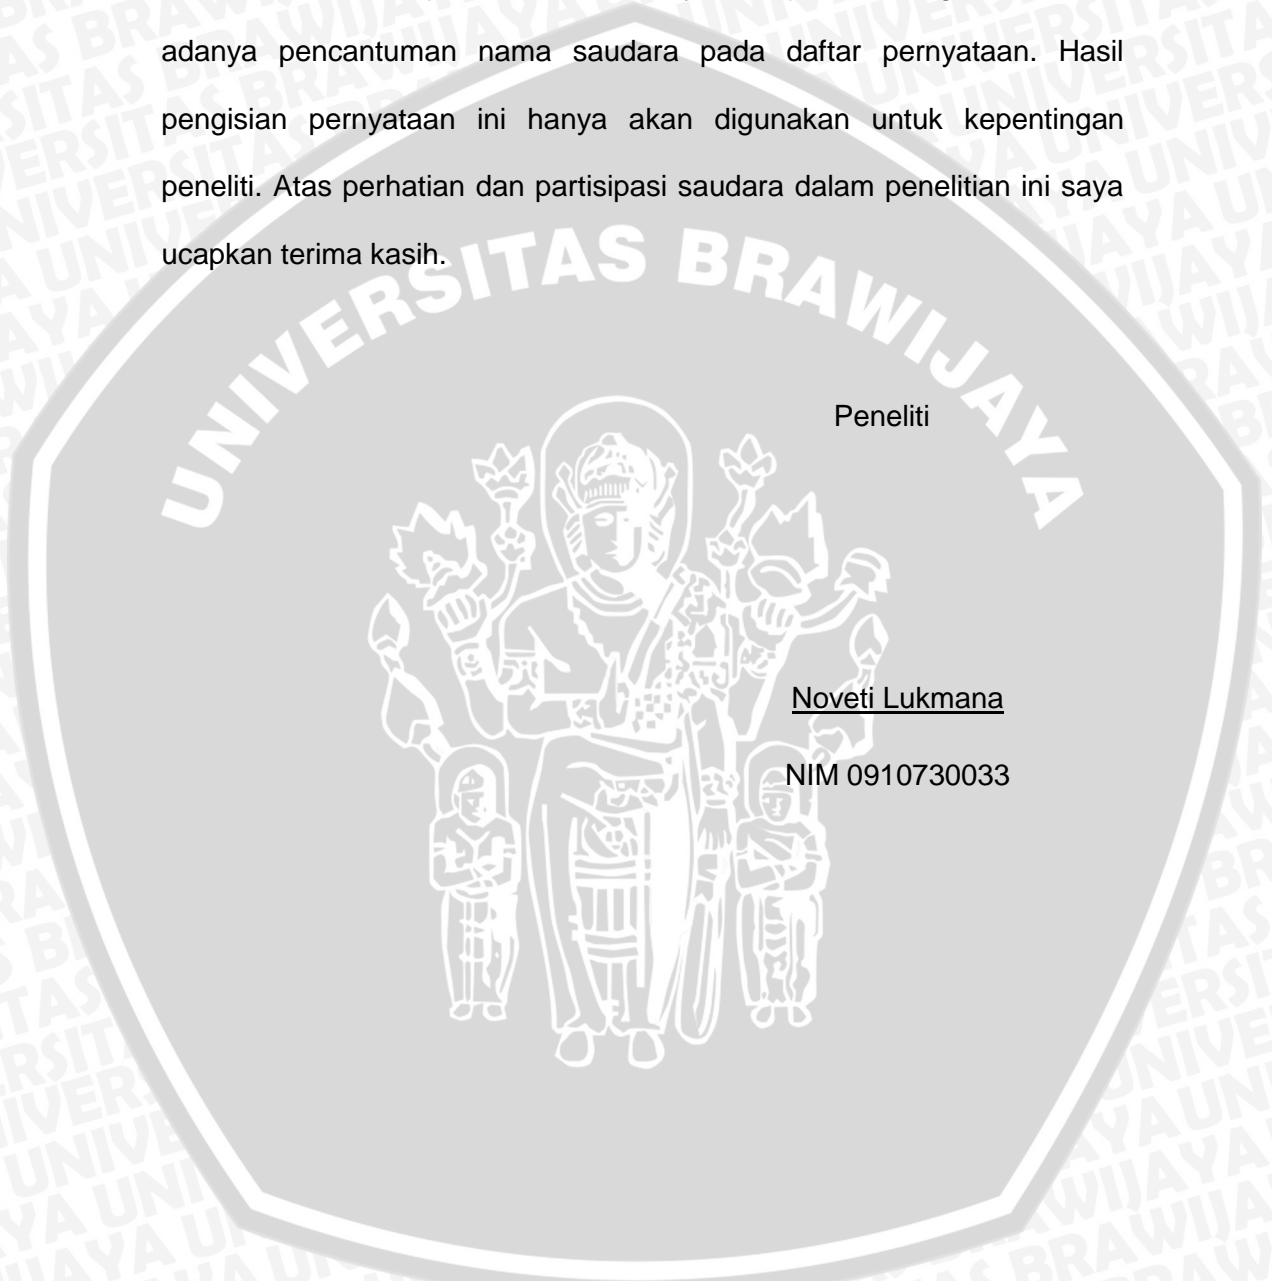 adanya pencantuman nama saudara pada daftar pernyataan. Hasil
pengisian pernyataan ini hanya akan digunakan untuk kepentingan
peneliti. Atas perhatian dan partisipasi saudara dalam penelitian ini saya
ucapkan terima kasih.
UNIVERSITAS BRAWIJAYA
Peneliti
Noveti Lukmana
NIM 0910730033